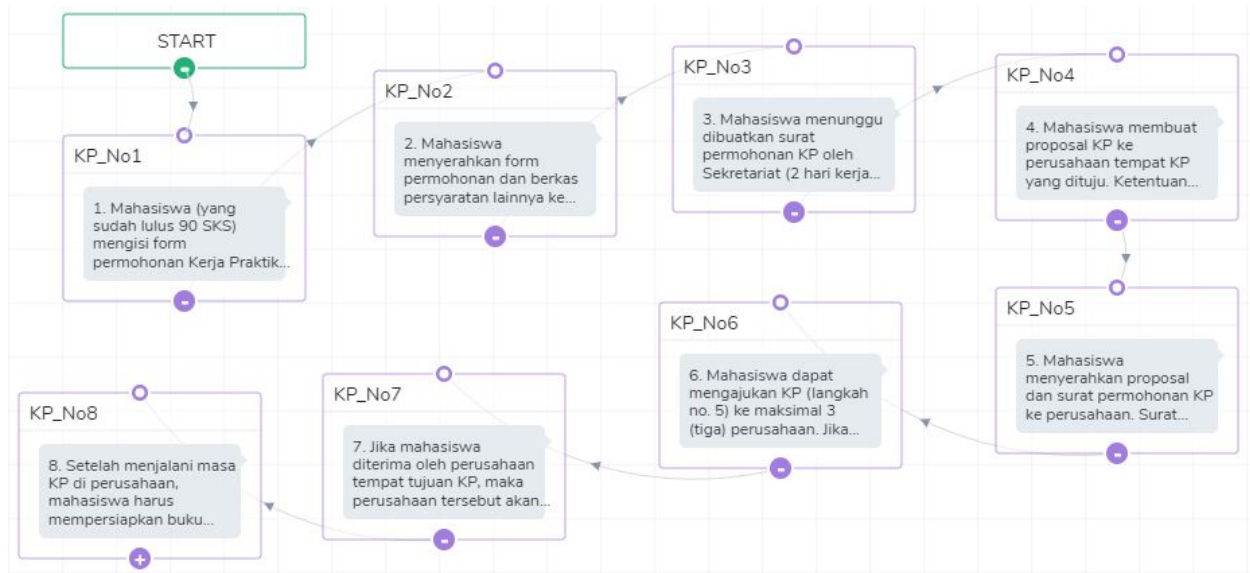 START
KP_No1
1. Mahasiswa (yang
sudah lulus 90 SKS)
mengisi form
permohonan Kerja Praktik...
KP_No2
2. Mahasiswa
menyerahkan form
permohonan dan berkas
persyaratan lainnya ke...
KP_No3
3. Mahasiswa menunggu
dibuatkan surat
permohonan KP oleh
Sekretariat (2 hari kerja...
KP_No4
4. Mahasiswa membuat
proposal KP ke
perusahaan tempat KP
yang dituju. Ketentuan...
KP_No5
5. Mahasiswa
menyerahkan proposal
dan surat permohonan KP
ke perusahaan. Surat...
KP_No6
6. Mahasiswa dapat
mengajukan KP (langkah
no. 5) ke maksimal 3
(tiga) perusahaan. Jika...
KP_No7
7. Jika mahasiswa
diterima oleh perusahaan
tempat tujuan KP, maka
perusahaan tersebut akan...
KP_No8
8. Setelah menjalani masa
KP di perusahaan,
mahasiswa harus
mempersiapkan buku...